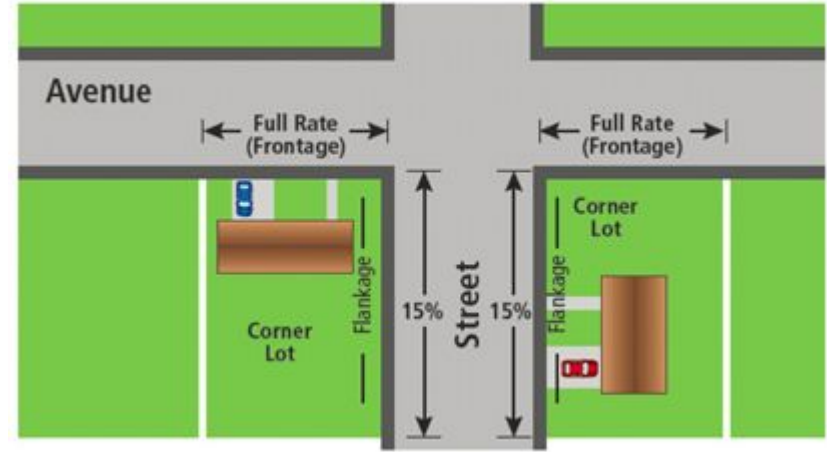 Avenue
Full Rate
(Frontage)
Full Rate
(Frontage)
Corner
Lot
Flankage
15%
Street
15%
Flankage
Corner
Lot